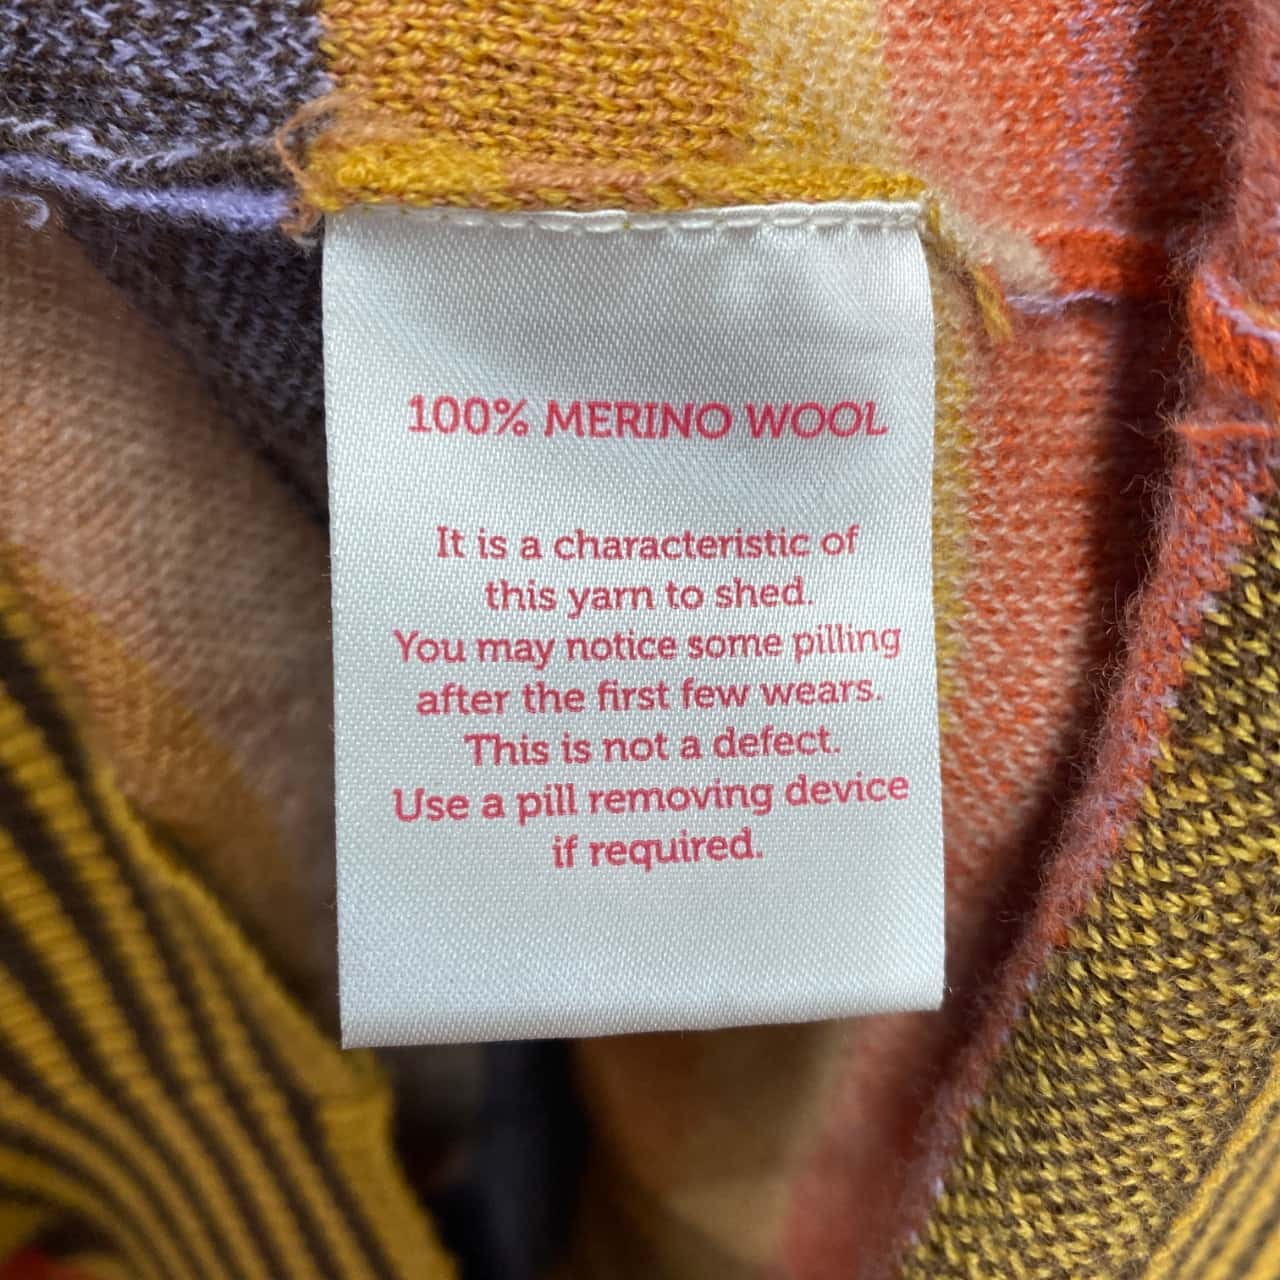 100% MERINO WOOL
It is a characteristic of
this yarn to shed.
You may notice some pilling
after the first few wears.
This is not a defect.
Use a pill removing device
if required.